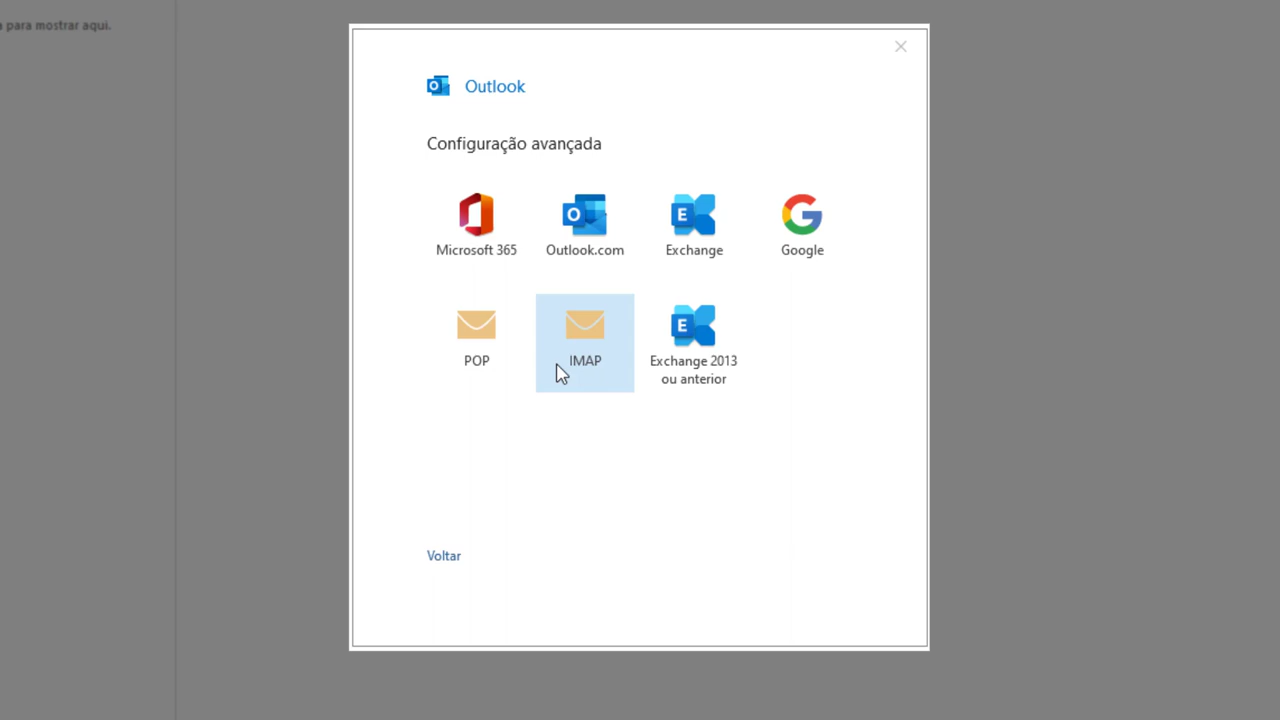 para mostrar aqui.
Outlook
Configuração avançada
Microsoft 365
Outlook.com
Exchange
Google
POP
IMAP
Exchange 2013
ou anterior
Voltar